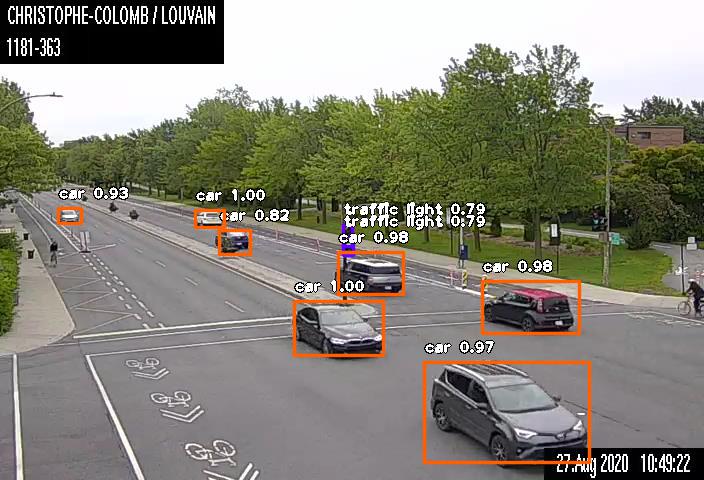 CHRISTOPHE-COLOMB / LOUVAIN
1181-363
car 0.93
car 1.00
car 0.82
traffic light 0.79
traffic light 0.79
car 0.98
car 0.98
car 1.00
car 0.97
27.Aug 2020 10:49:22